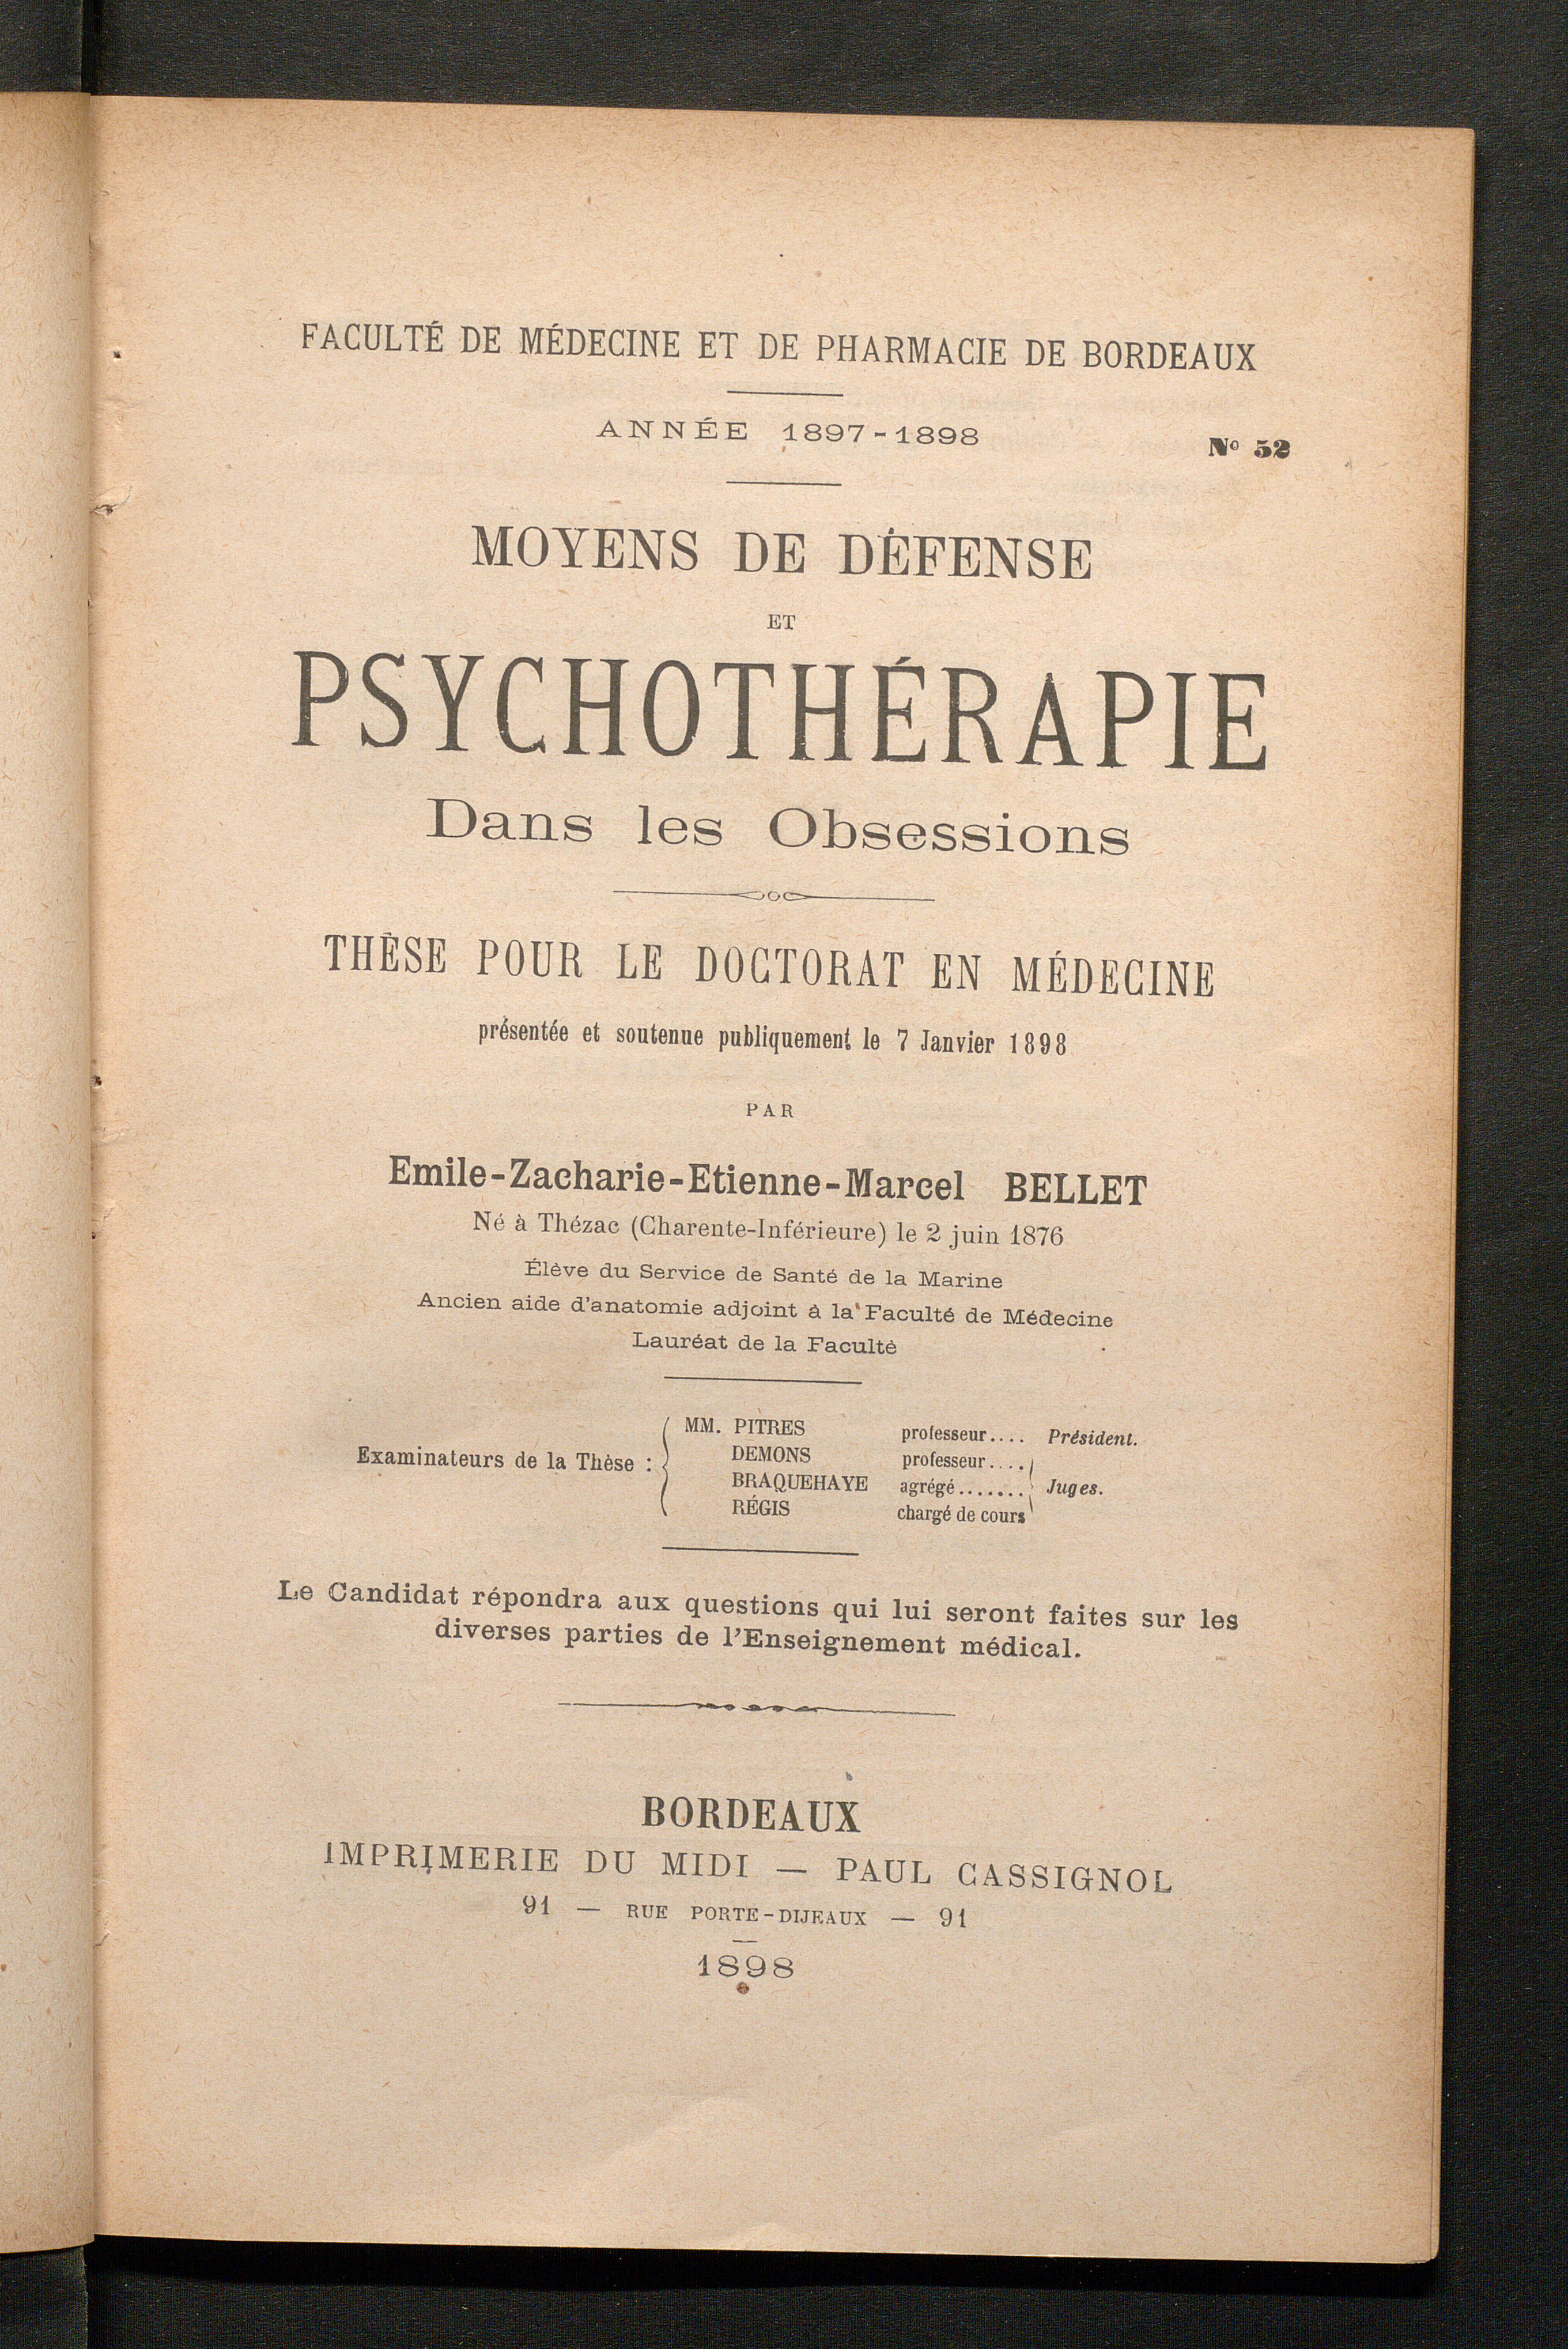 FACULTÉ DE MÉDECINE ET DE PHARMACIE DE BORDEAUX
ANNÉE 1897-1898
No 52
MOYENS DE DÉFENSE
ET
PSYCHOTHÉRAPIE
Dans les Obsessions
THÈSE POUR LE DOCTORAT EN MÉDECINE
présentée et soutenue publiquement le 7 Janvier 1898
PAR
Emile-Zacharie-Etienne-Marcel BELLET
Né à Thézac (Charente-Inférieure) le 2 juin 1876
Élève du Service de Santé de la Marine
Ancien aide d'anatomie adjoint à la Faculté de Médecine
Lauréat de la Faculté
Examinateurs de la Thèse :
MM. PITRES professeur.... Président.
DEMONS professeur....
BRAQUEHAYE agrégé....... Juges.
RÉGIS chargé de cours
Le Candidat répondra aux questions qui lui seront faites sur les
diverses parties de l'Enseignement médical.
BORDEAUX
IMPRIMERIE DU MIDI — PAUL CASSIGNOL
91 — RUE PORTE-DIJEAUX — 91
1898